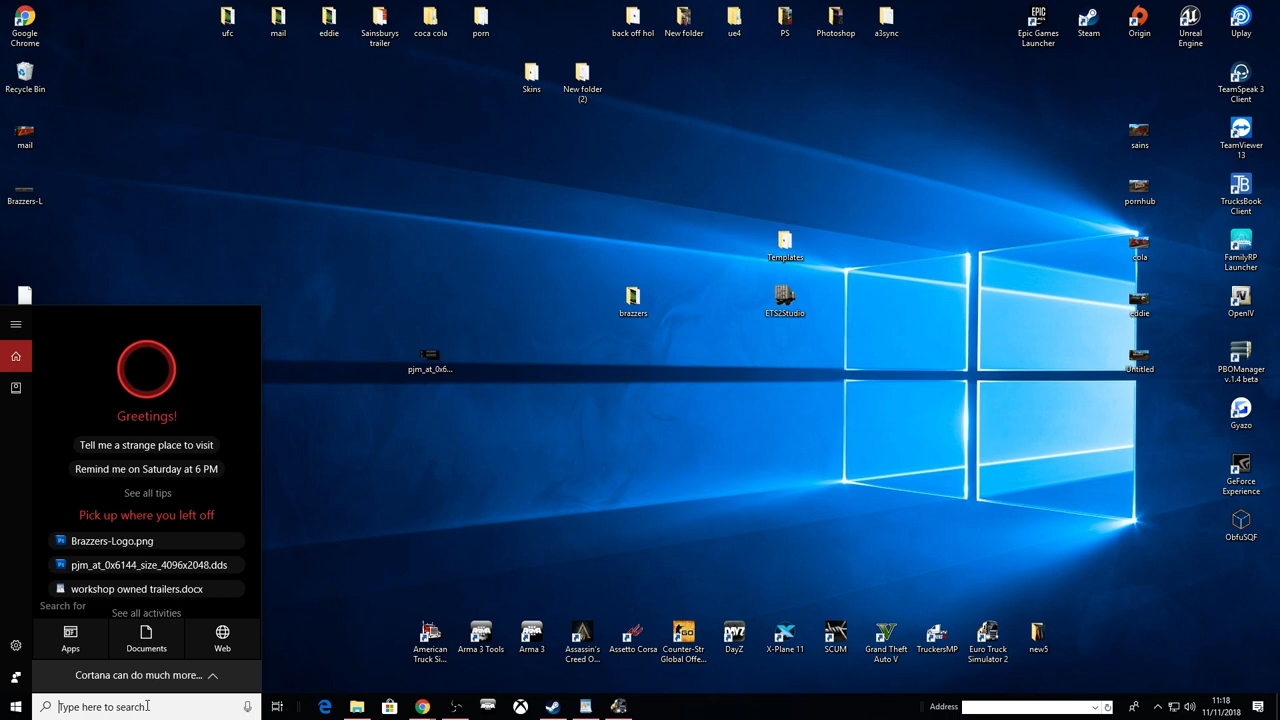 Google
Chrome
ufc
mail
eddie
Sainsburys
trailer
coca cola
porn
back off hol
New folder
ue4
PS
Photoshop
a3sync
Epic Games
Launcher
Steam
Origin
Unreal
Engine
Uplay
Recycle Bin
Skins
New folder
(2)
TeamSpeak 3
Client
mail
sains
TeamViewer
13
Brazzers-L
pornhub
TrucksBook
Client
Templates
cola
FamilyRP
Launcher
brazzers
ETS2Studio
eddie
OpenIV
pjm_at_0x6...
Untitled
PBOManager
v.1.4 beta
Gyazo
GeForce
Experience
ObfuSQF
Greetings!
Tell me a strange place to visit
Remind me on Saturday at 6 PM
See all tips
Pick up where you left off
Brazzers-Logo.png
pjm_at_0x6144_size_4096x2048.dds
workshop owned trailers.docx
Search for
See all activities
Apps
Documents
Web
Cortana can do much more...
Type here to search
American
Truck Si...
Arma 3 Tools
Arma 3
Assassin's
Creed O...
Assetto Corsa
Counter-Str
Global Offe...
DayZ
X-Plane 11
SCUM
Grand Theft
Auto V
TruckersMP
Euro Truck
Simulator 2
new5
Address
11:18
11/11/2018